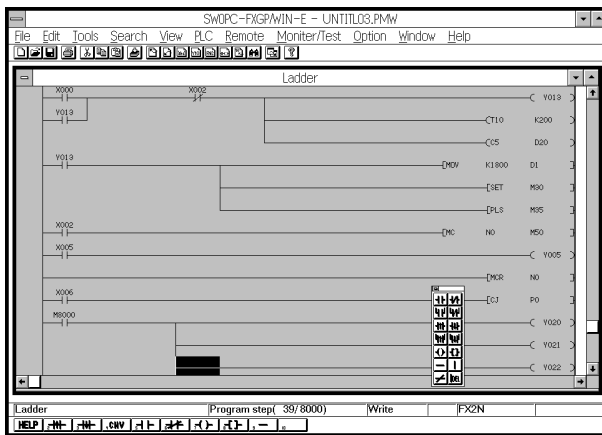 SW0PC-FXGP/WIN-E - UNTITL03.PMW
File Edit Tools Search View PLC Remote Moniter/Test Option Window Help
Ladder
X000 X002 Y013
Y013 T10 K200
C5 D20
Y013 MOV K1800 D1
SET M90
PLS M95
X002 MC N0 M50
X005 Y005
MCR N0
X006 CJ P0
M8000 Y020
Y021
DEL Y022
Ladder Program step( 39/8000) Write FX2N
HELP CNV